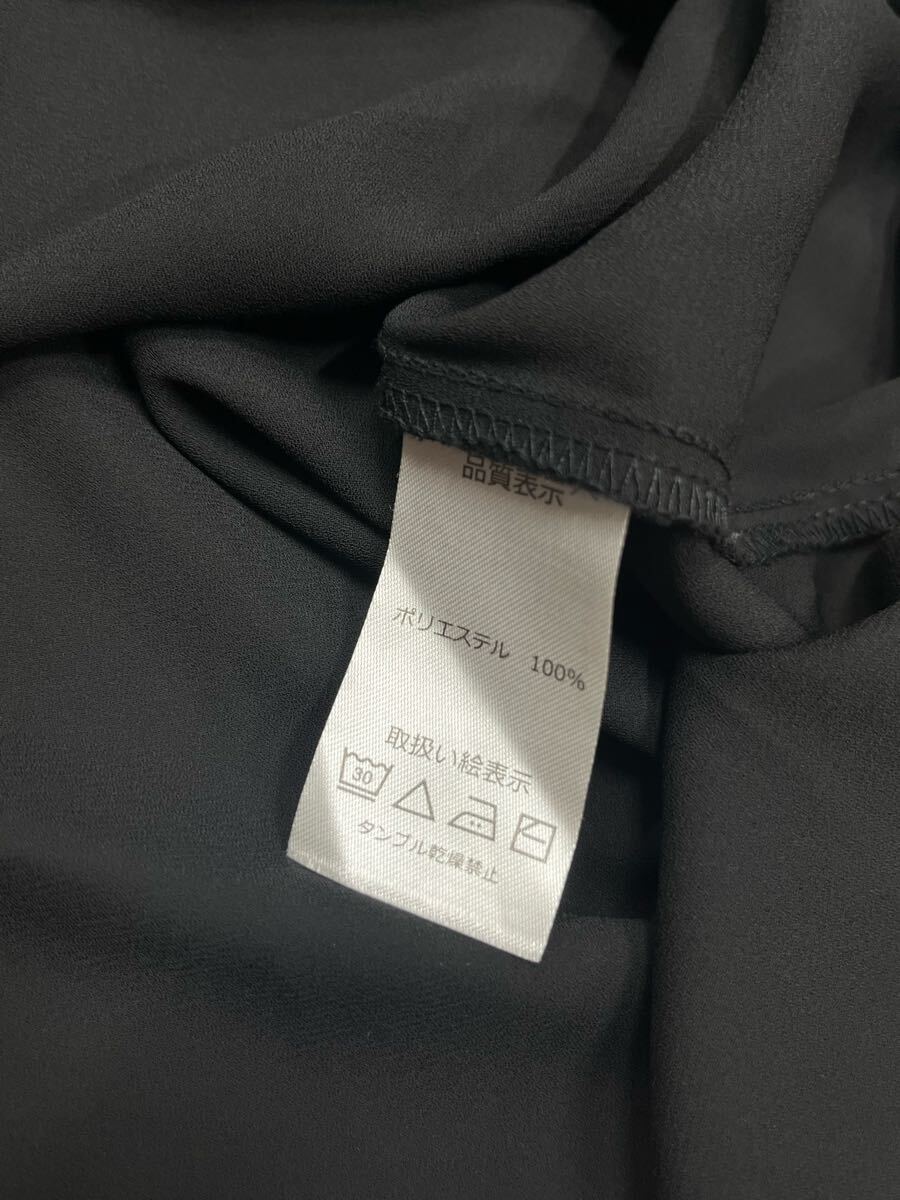 品質表示
ポリエステル 100%
取扱い絵表示
30
タンブル乾燥禁止